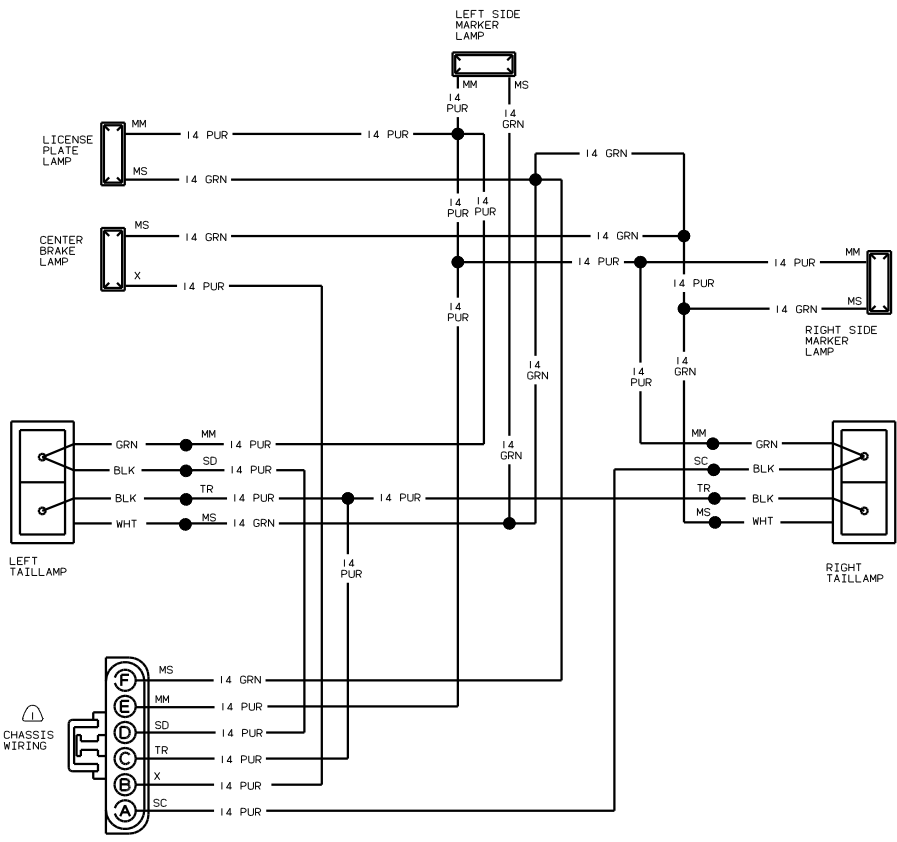 LEFT SIDE
MARKER
LAMP
MM
MS
14
PUR
14
GRN
LICENSE
PLATE
LAMP
MM
14 PUR
14 PUR
MS
14 GRN
14 GRN
14
PUR
14
PUR
CENTER
BRAKE
LAMP
MS
14 GRN
14 GRN
X
14 PUR
14 PUR
14 PUR
MM
14 PUR
14 GRN
MS
RIGHT SIDE
MARKER
LAMP
14
PUR
14
GRN
14
PUR
14
GRN
GRN
MM
14 PUR
BLK
SD
14 PUR
BLK
TR
14 PUR
14 PUR
WHT
MS
14 GRN
14
GRN
LEFT
TAILLAMP
MM
GRN
SC
BLK
TR
BLK
MS
WHT
RIGHT
TAILLAMP
14
PUR
1
CHASSIS
WIRING
F
MS
14 GRN
E
MM
14 PUR
D
SD
14 PUR
C
TR
14 PUR
B
X
14 PUR
A
SC
14 PUR